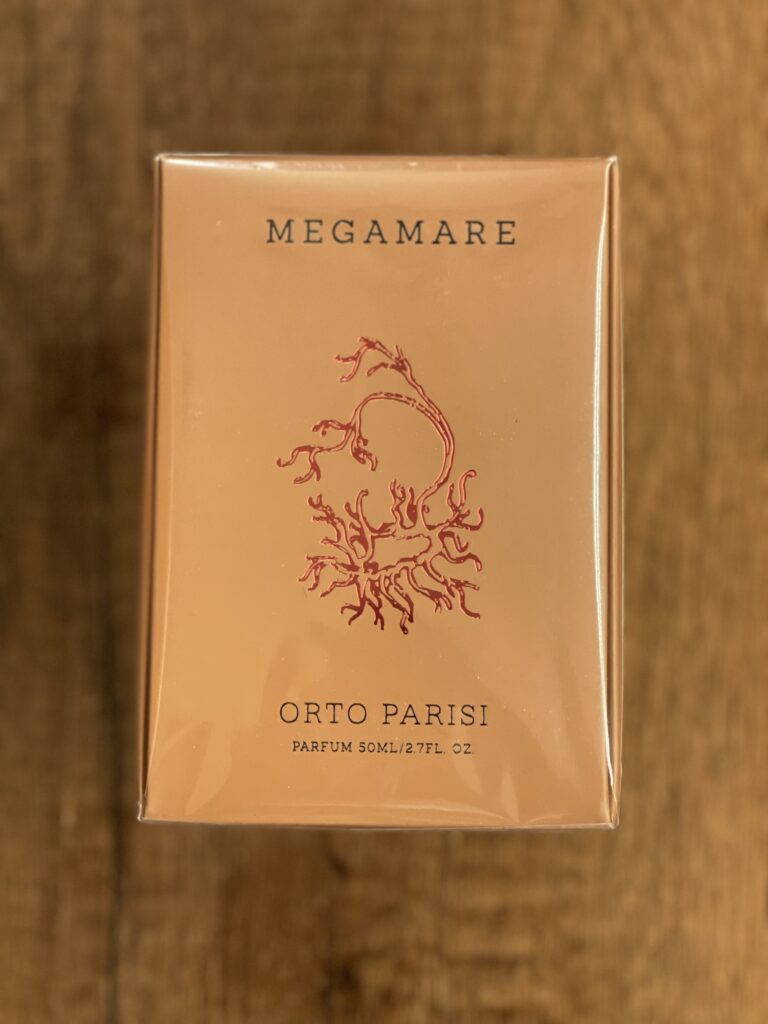 MEGAMARE
ORTO PARISI
PARFUM 50ML/2.7FL. OZ.